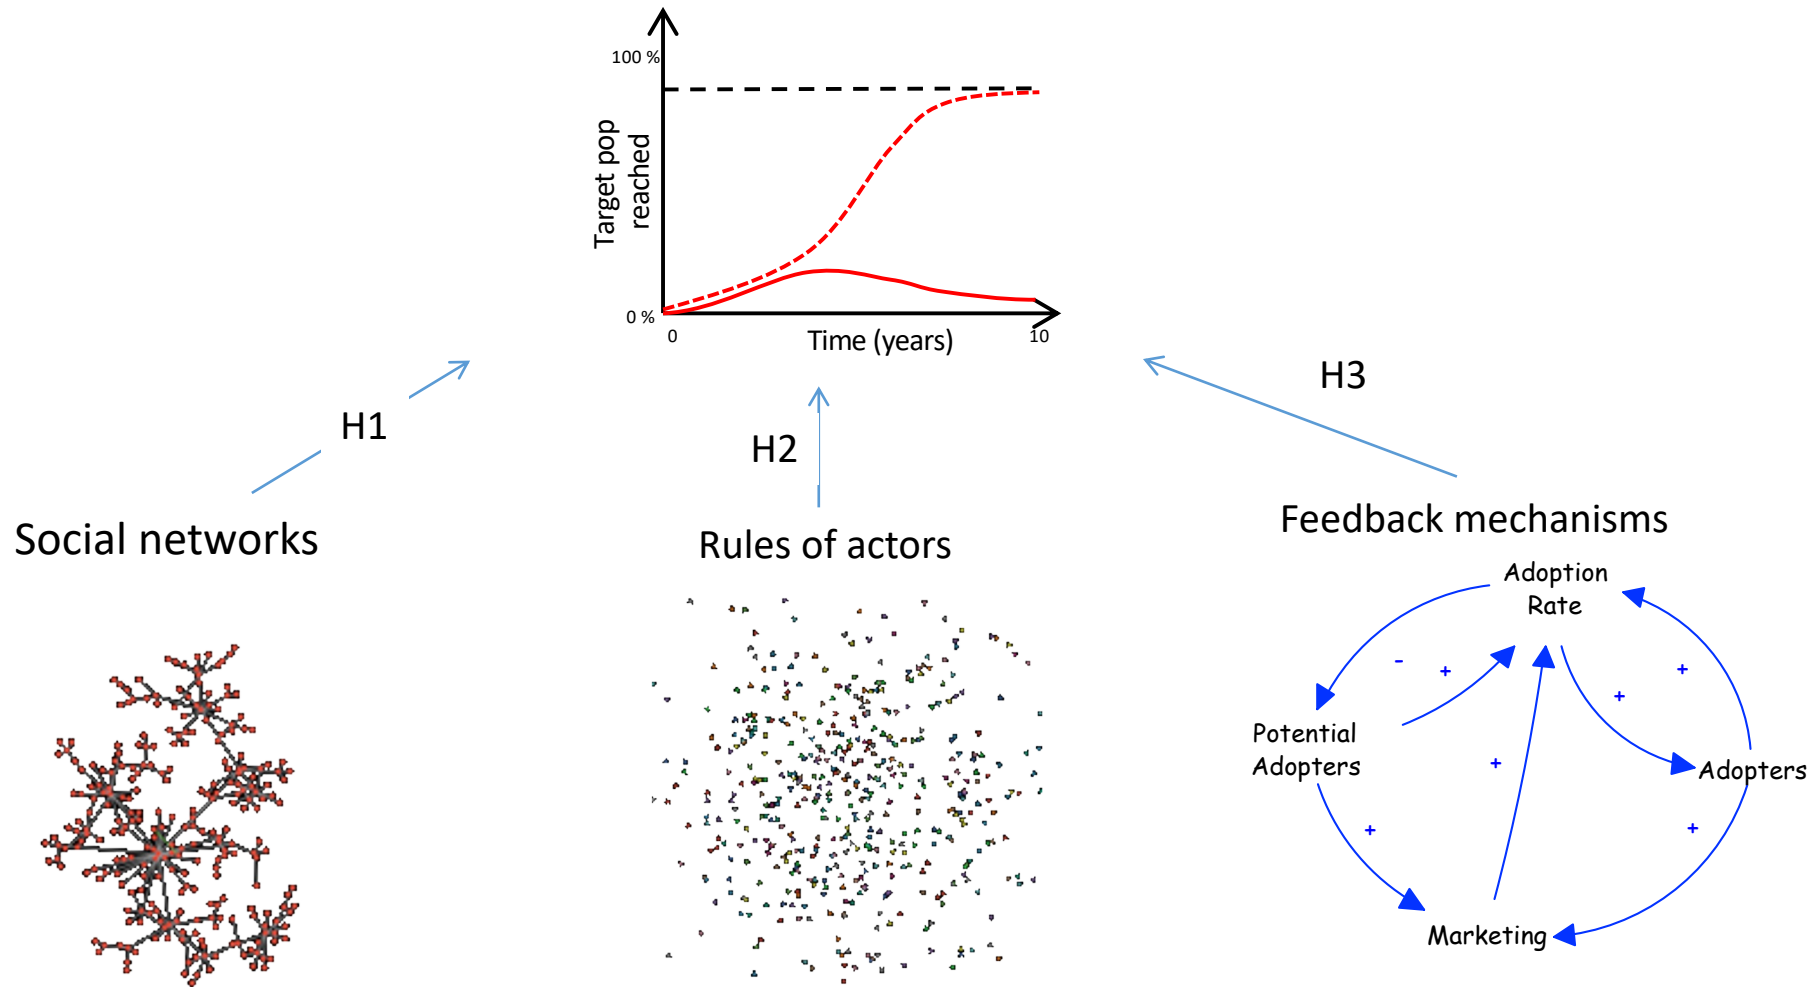 100 %
Target pop
reached
0 %
0
Time (years)
10
H1
H2
H3
Social networks
Rules of actors
Feedback mechanisms
Adoption
Rate
-
+
+
+
Potential
Adopters
+
Adopters
+
+
Marketing